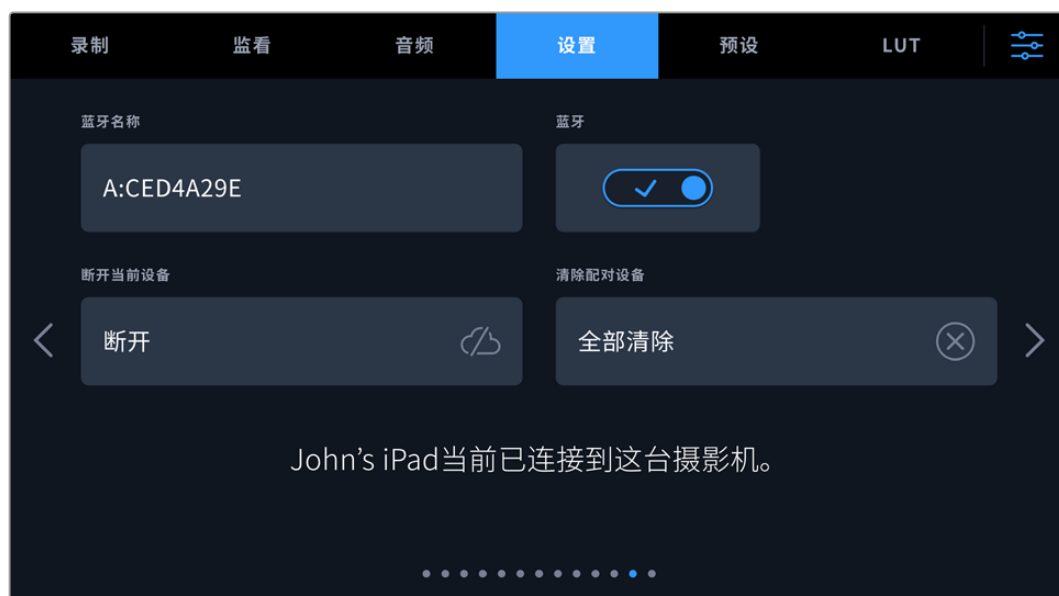 录制 监看 音频 设置 预设 LUT
蓝牙名称 蓝牙
A:CED4A29E
断开当前设备 清除配对设备
断开 全部清除
John’s iPad当前已连接到这台摄影机。